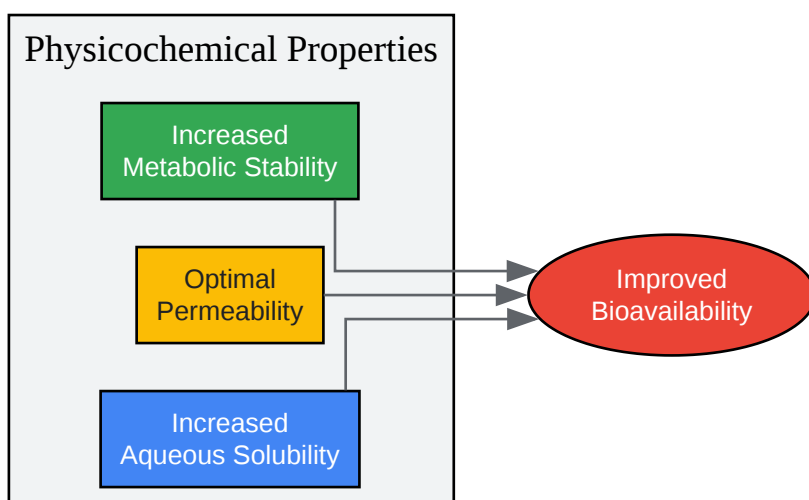 Physicochemical Properties
Increased
Metabolic Stability
Optimal
Permeability
Increased
Aqueous Solubility
Improved
Bioavailability